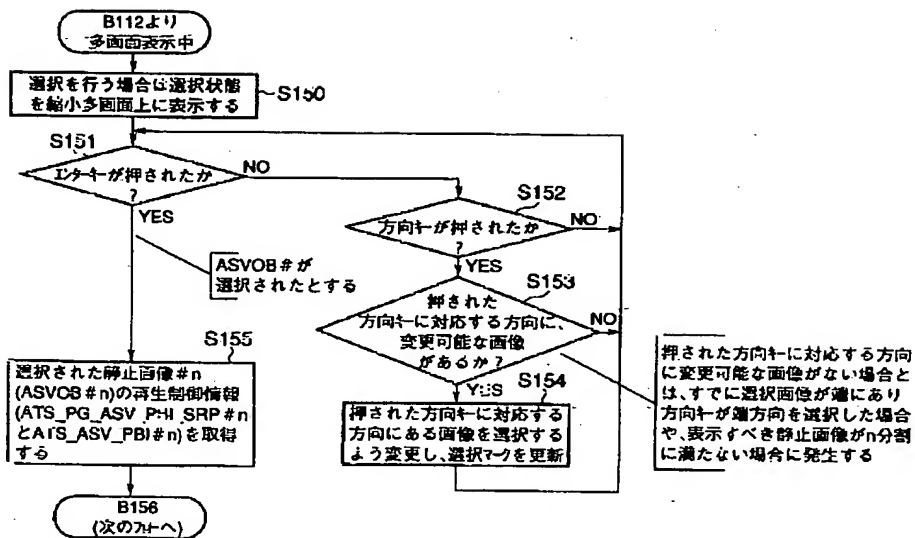 B112より
多画面表示中
選択を行う場合は選択状態
を縮小多画面上に表示する
S150
S151
エンターキーが押されたか
?
NO
YES
S152
方向キーが押されたか
?
NO
YES
ASVOB#が
選択されたとする
S153
押された
方向キーに対応する方向に、
変更可能な画像
があるか?
NO
YES
S154
押された方向キーに対応する
方向にある画像を選択する
よう変更し、選択マークを更新
押された方向キーに対応する方向
に変更可能な画像がない場合と
は、すでに選択画像が端にあり
方向キーが端方向を選択した場合
や、表示すべき静止画像がn分割
に満たない場合に発生する
S155
選択された静止画像#n
(ASVOB#n)の再生制御情報
(ATS_PG_ASV_PHI_SRP#n
とATS_ASV_PBI#n)を取得
する
B156
(次のフローへ)